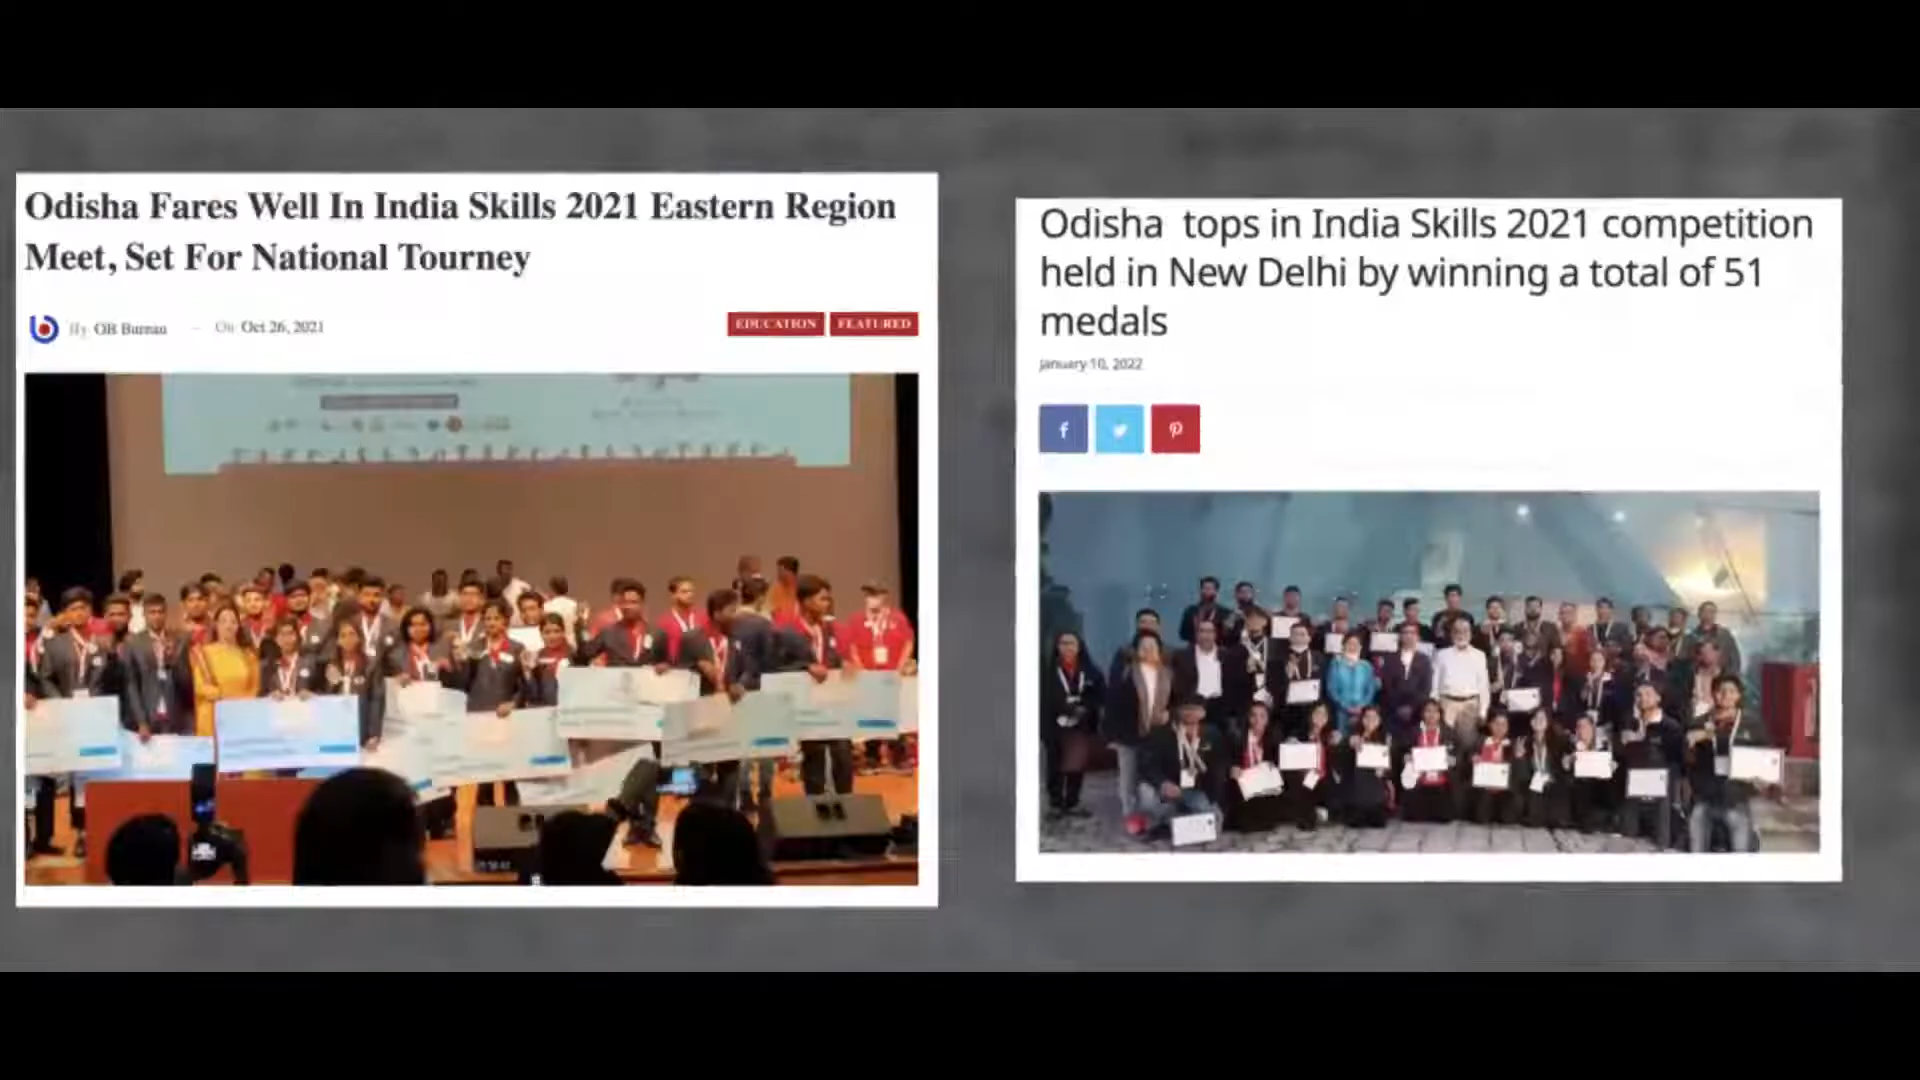 Odisha Fares Well In India Skills 2021 Eastern Region
Meet, Set For National Tourney
By OB Bureau — On Oct 26, 2021
EDUCATION FEATURED
Odisha tops in India Skills 2021 competition
held in New Delhi by winning a total of 51
medals
January 10, 2022